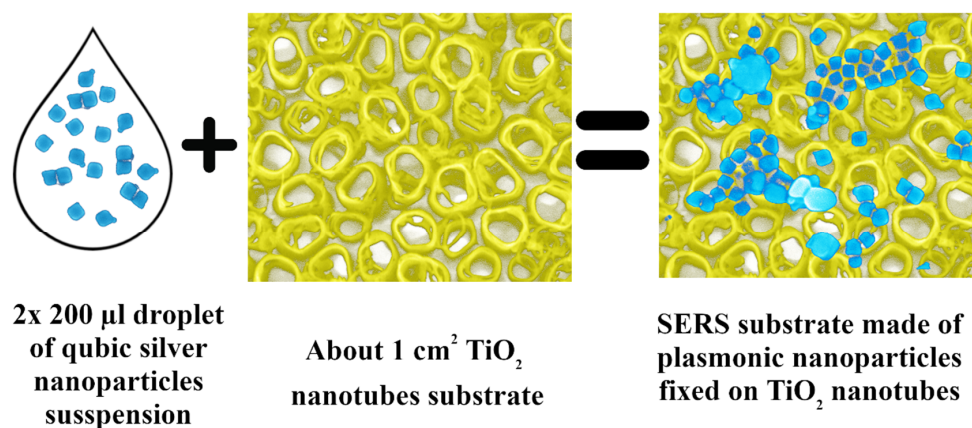 2x 200 µl droplet
of qubic silver
nanoparticles
susspension
About 1 cm² TiO₂
nanotubes substrate
SERS substrate made of
plasmonic nanoparticles
fixed on TiO₂ nanotubes